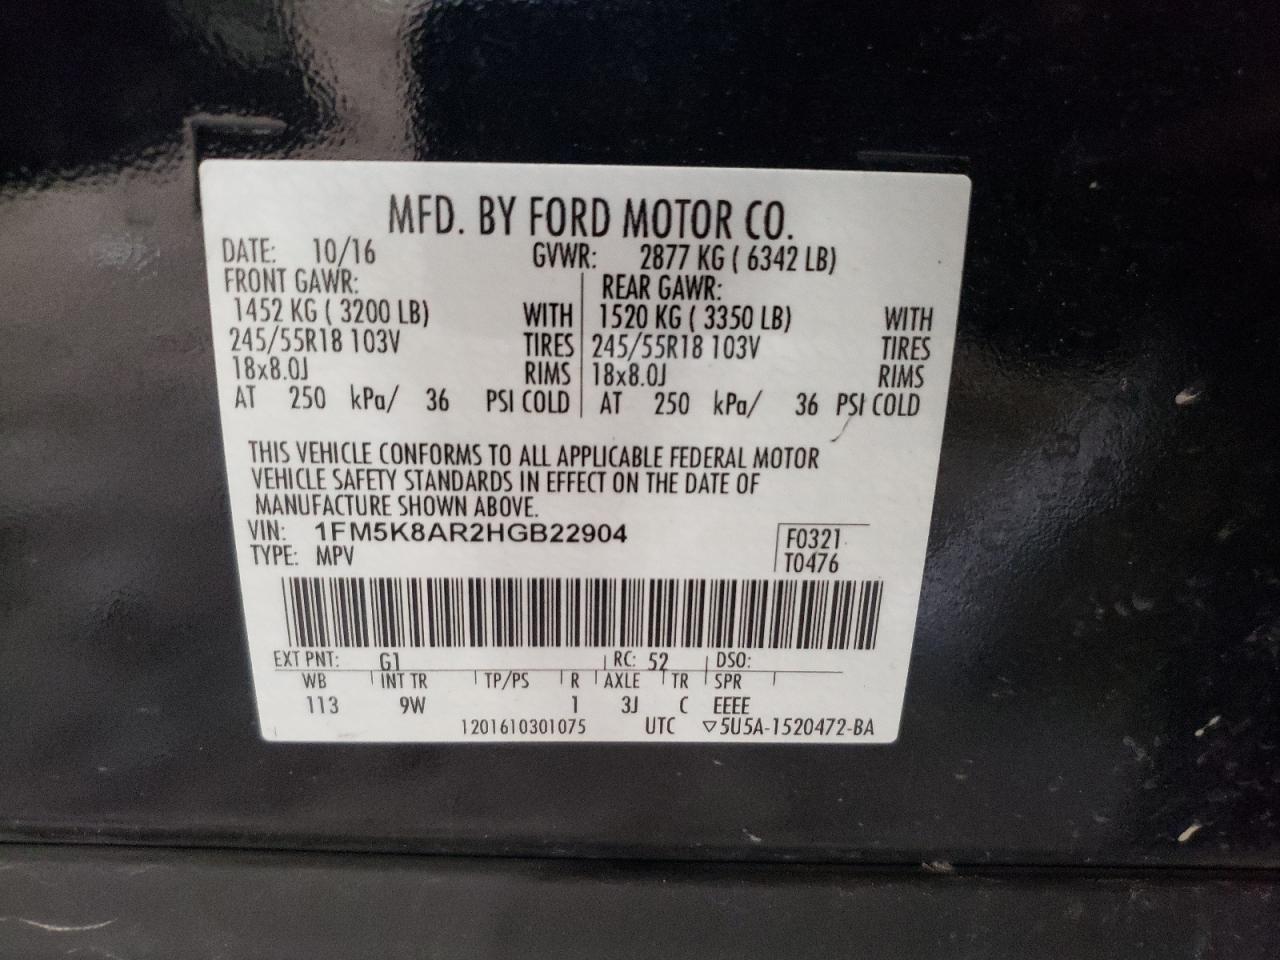 MFD. BY FORD MOTOR CO.
DATE: 10/16 GVWR: 2877 KG ( 6342 LB)
FRONT GAWR: REAR GAWR:
1452 KG ( 3200 LB) WITH 1520 KG ( 3350 LB) WITH
245/55R18 103V TIRES 245/55R18 103V TIRES
18x8.0J RIMS 18x8.0J RIMS
AT 250 kPa/ 36 PSI COLD AT 250 kPa/ 36 PSI COLD
THIS VEHICLE CONFORMS TO ALL APPLICABLE FEDERAL MOTOR
VEHICLE SAFETY STANDARDS IN EFFECT ON THE DATE OF
MANUFACTURE SHOWN ABOVE.
VIN: 1FM5K8AR2HGB22904 F0321
TYPE: MPV T0476
EXT PNT: G1 RC: 52 DSO:
WB INT TR TP/PS R AXLE TR SPR
113 9W 1 3J C EEEE
1201610301075 UTC ▽5U5A-1520472-BA